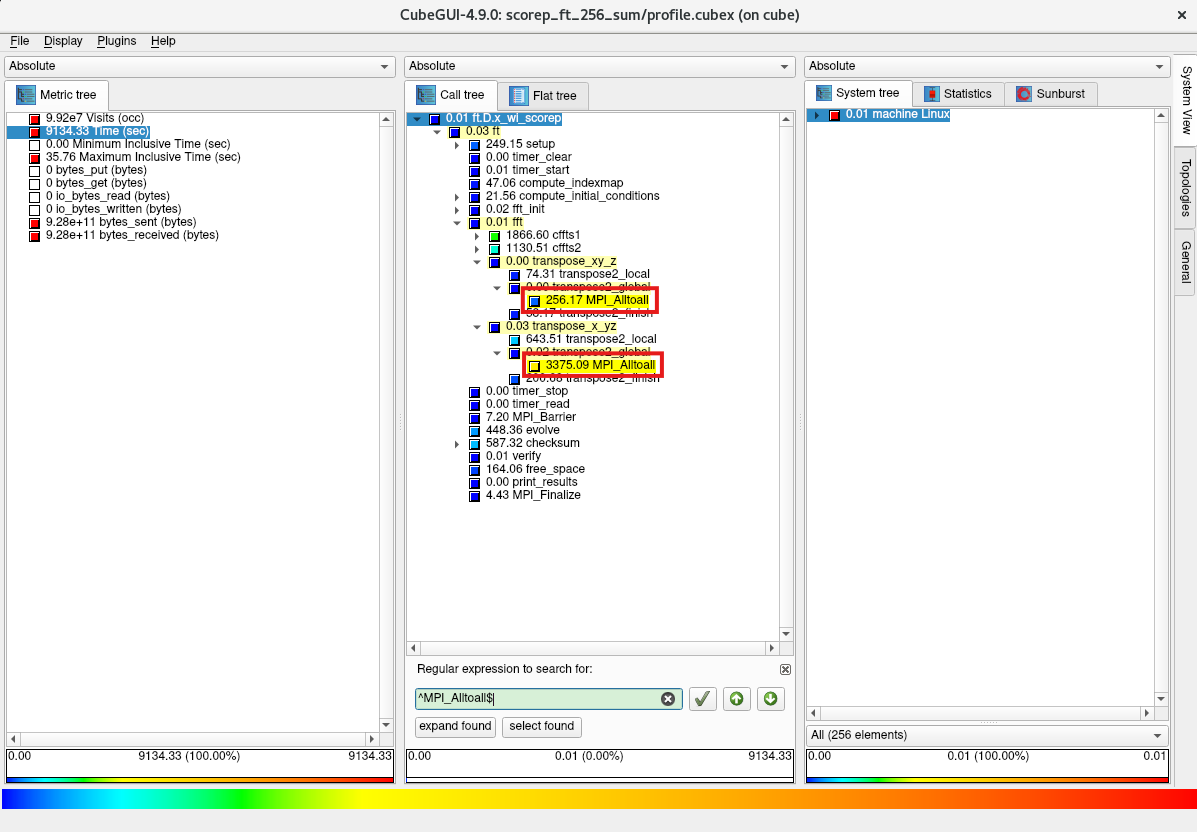 CubeGUI-4.9.0: scorep_ft_256_sum/profile.cubex (on cube)
File Display Plugins Help
Absolute
Metric tree
9.92e7 Visits (occ)
9134.33 Time (sec)
0.00 Minimum Inclusive Time (sec)
35.76 Maximum Inclusive Time (sec)
0 bytes_put (bytes)
0 bytes_get (bytes)
0 io_bytes_read (bytes)
0 io_bytes_written (bytes)
9.28e+11 bytes_sent (bytes)
9.28e+11 bytes_received (bytes)
0.00 9134.33 (100.00%) 9134.33
Absolute
Call tree Flat tree
0.01 ft.D.x_wl_scorep
0.03 ft
249.15 setup
0.00 timer_clear
0.01 timer_start
47.06 compute_indexmap
21.56 compute_initial_conditions
0.02 fft_init
0.01 fft
1866.60 cffts1
1130.51 cffts2
0.00 transpose_xy_z
74.31 transpose2_local
0.00 transpose2_global
256.17 MPI_Alltoall
transpose2_finish
0.03 transpose_x_yz
643.51 transpose2_local
0.02 transpose2_global
3375.09 MPI_Alltoall
transpose2_finish
0.00 timer_stop
0.00 timer_read
7.20 MPI_Barrier
448.36 evolve
587.32 checksum
0.01 verify
164.06 free_space
0.00 print_results
4.43 MPI_Finalize
Regular expression to search for:
^MPI_Alltoall$
expand found select found
0.00 0.01 (0.00%) 9134.33
Absolute
System tree Statistics Sunburst
0.01 machine Linux
All (256 elements)
0.00 0.01 (100.00%) 0.01
System View
Topologies
General